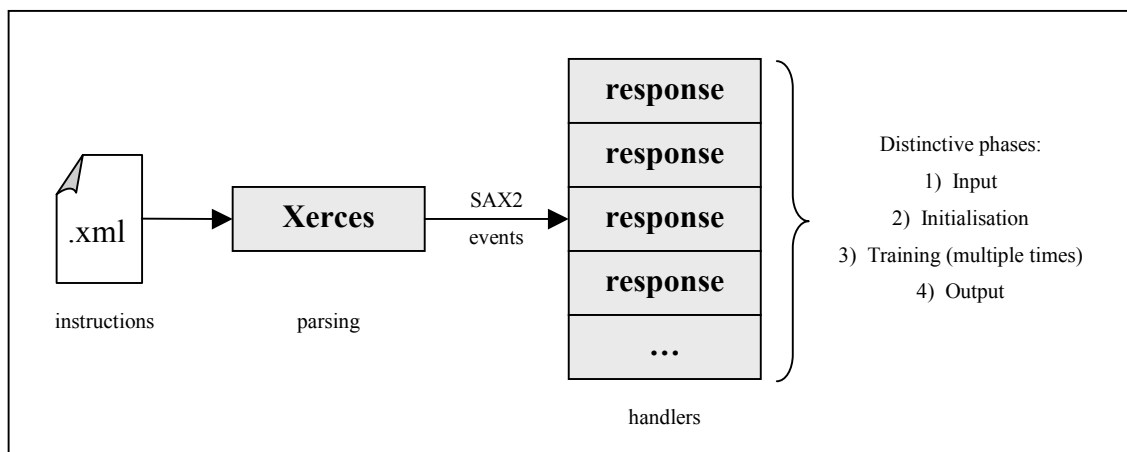 .xml
instructions
Xerces
parsing
SAX2
events
response
response
response
response
...
handlers
Distinctive phases:
1) Input
2) Initialisation
3) Training (multiple times)
4) Output